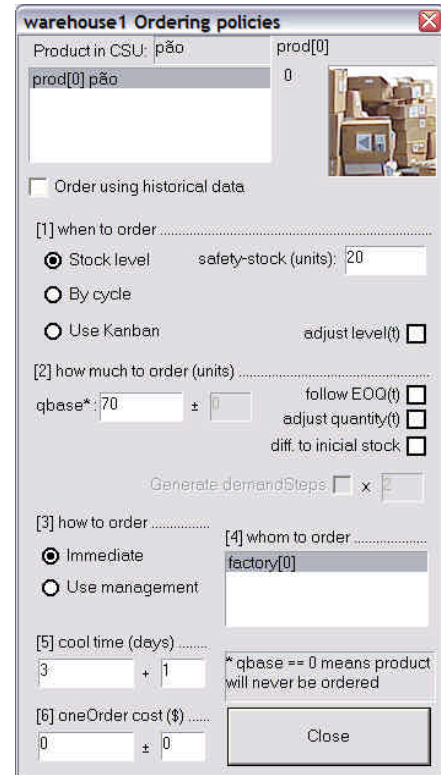 warehouse1 Ordering policies
Product in CSU: pão prod[0]
prod[0] pão 0
Order using historical data
[1] when to order
Stock level safety-stock (units): 20
By cycle
Use Kanban adjust level(t)
[2] how much to order (units)
follow EOQ(t)
qbase*: 70 ± 0
adjust quantity(t)
diff. to inicial stock
Generate demandSteps x 2
[3] how to order
[4] whom to order
Immediate
factory[0]
Use management
[5] cool time (days)
3 + 1
* qbase == 0 means product
will never be ordered
[6] oneOrder cost ($)
0 ± 0
Close